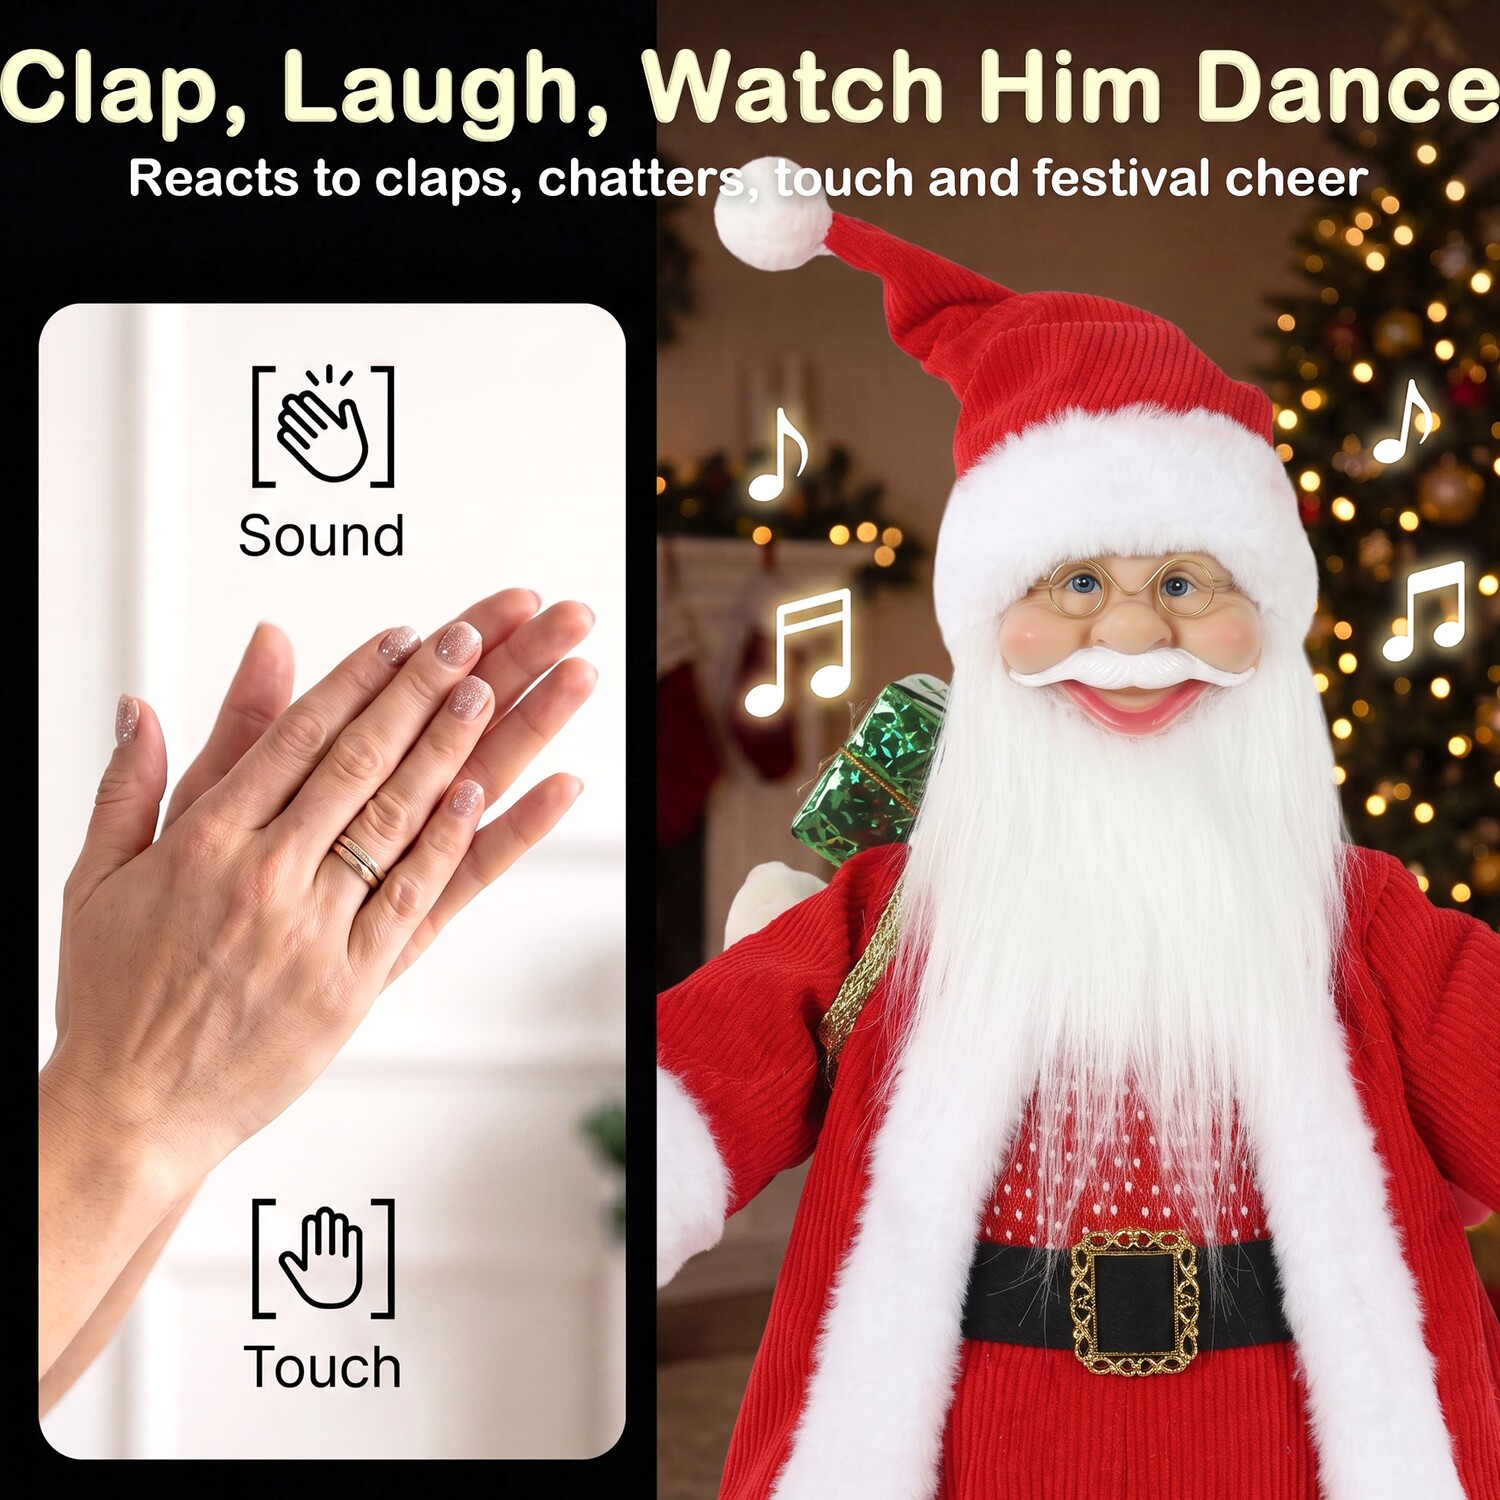 Clap, Laugh, Watch Him Dance
Reacts to claps, chatters, touch and festival cheer
Sound
Touch